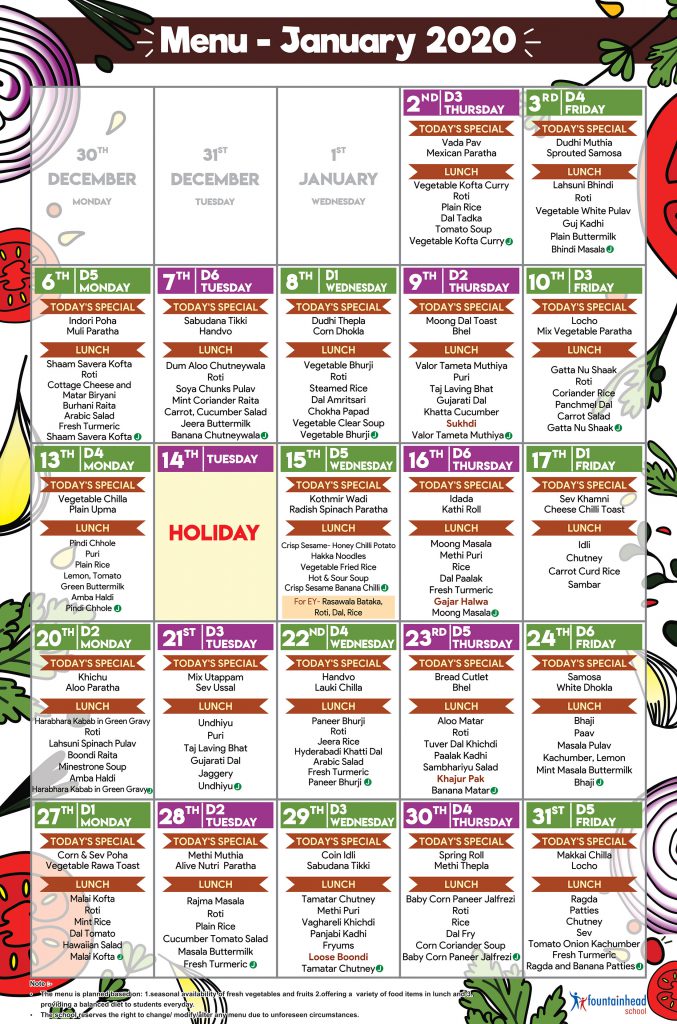 Menu - January 2020
30TH
DECEMBER
MONDAY
31ST
DECEMBER
TUESDAY
1ST
JANUARY
WEDNESDAY
2ND D3 THURSDAY
TODAY'S SPECIAL
Vada Pav
Mexican Paratha
LUNCH
Vegetable Kofta Curry
Roti
Plain Rice
Dal Tadka
Tomato Soup
Vegetable Kofta Curry J
3RD D4 FRIDAY
TODAY'S SPECIAL
Dudhi Muthia
Sprouted Samosa
LUNCH
Lahsuni Bhindi
Roti
Vegetable White Pulav
Guj Kadhi
Plain Buttermilk
Bhindi Masala J
6TH D5 MONDAY
TODAY'S SPECIAL
Indori Poha
Muli Paratha
LUNCH
Shaam Savera Kofta
Roti
Cottage Cheese and
Matar Biryani
Burhani Raita
Arabic Salad
Fresh Turmeric
Shaam Savera Kofta J
7TH D6 TUESDAY
TODAY'S SPECIAL
Sabudana Tikki
Handvo
LUNCH
Dum Aloo Chutneywala
Roti
Soya Chunks Pulav
Mint Coriander Raita
Carrot, Cucumber Salad
Jeera Buttermilk
Banana Chutneywala J
8TH D1 WEDNESDAY
TODAY'S SPECIAL
Dudhi Thepla
Corn Dhokla
LUNCH
Vegetable Bhurji
Roti
Steamed Rice
Dal Amritsari
Chokha Papad
Vegetable Clear Soup
Vegetable Bhurji J
9TH D2 THURSDAY
TODAY'S SPECIAL
Moong Dal Toast
Bhel
LUNCH
Valor Tameta Muthiya
Puri
Taj Laving Bhat
Gujarati Dal
Khatta Cucumber
Sukhdi
Valor Tameta Muthiya J
10TH D3 FRIDAY
TODAY'S SPECIAL
Locho
Mix Vegetable Paratha
LUNCH
Gatta Nu Shaak
Roti
Coriander Rice
Panchmel Dal
Carrot Salad
Gatta Nu Shaak J
13TH D4 MONDAY
TODAY'S SPECIAL
Vegetable Chilla
Plain Upma
LUNCH
Pindi Chhole
Puri
Plain Rice
Lemon, Tomato
Green Buttermilk
Amba Haldi
Pindi Chhole J
14TH TUESDAY
HOLIDAY
15TH D5 WEDNESDAY
TODAY'S SPECIAL
Kothmir Wadi
Radish Spinach Paratha
LUNCH
Crisp Sesame- Honey Chilli Potato
Hakka Noodles
Vegetable Fried Rice
Hot & Sour Soup
Crisp Sesame Banana Chilli J
For EY- Rasawala Bataka,
Roti, Dal, Rice
16TH D6 THURSDAY
TODAY'S SPECIAL
Idada
Kathi Roll
LUNCH
Moong Masala
Methi Puri
Rice
Dal Paalak
Fresh Turmeric
Gajar Halwa
Moong Masala J
17TH D1 FRIDAY
TODAY'S SPECIAL
Sev Khamni
Cheese Chilli Toast
LUNCH
Idli
Chutney
Carrot Curd Rice
Sambar
20TH D2 MONDAY
TODAY'S SPECIAL
Khichu
Aloo Paratha
LUNCH
Harabhara Kabab in Green Gravy
Roti
Lahsuni Spinach Pulav
Boondi Raita
Minestrone Soup
Amba Haldi
Harabhara Kabab in Green Gravy J
21ST D3 TUESDAY
TODAY'S SPECIAL
Mix Utappam
Sev Ussal
LUNCH
Undhiyu
Puri
Taj Laving Bhat
Gujarati Dal
Jaggery
Undhiyu J
22ND D4 WEDNESDAY
TODAY'S SPECIAL
Handvo
Lauki Chilla
LUNCH
Paneer Bhurji
Roti
Jeera Rice
Hyderabadi Khatti Dal
Arabic Salad
Fresh Turmeric
Paneer Bhurji J
23RD D5 THURSDAY
TODAY'S SPECIAL
Bread Cutlet
Bhel
LUNCH
Aloo Matar
Roti
Tuver Dal Khichdi
Paalak Kadhi
Sambhariyu Salad
Khajur Pak
Banana Matar J
24TH D6 FRIDAY
TODAY'S SPECIAL
Samosa
White Dhokla
LUNCH
Bhaji
Paav
Masala Pulav
Kachumber, Lemon
Mint Masala Buttermilk
Bhaji J
27TH D1 MONDAY
TODAY'S SPECIAL
Corn & Sev Poha
Vegetable Rawa Toast
LUNCH
Malai Kofta
Roti
Mint Rice
Dal Tomato
Hawaiian Salad
Malai Kofta J
28TH D2 TUESDAY
TODAY'S SPECIAL
Methi Muthia
Alive Nutri Paratha
LUNCH
Rajma Masala
Roti
Plain Rice
Cucumber Tomato Salad
Masala Buttermilk
Fresh Turmeric J
29TH D3 WEDNESDAY
TODAY'S SPECIAL
Coin Idli
Sabudana Tikki
LUNCH
Tamatar Chutney
Methi Puri
Vaghareli Khichdi
Panjabi Kadhi
Fryums
Loose Boondi
Tamatar Chutney J
30TH D4 THURSDAY
TODAY'S SPECIAL
Spring Roll
Methi Thepla
LUNCH
Baby Corn Paneer Jalfrezi
Roti
Rice
Dal Fry
Corn Coriander Soup
Baby Corn Paneer Jalfrezi J
31ST D5 FRIDAY
TODAY'S SPECIAL
Makkai Chilla
Locho
LUNCH
Ragda
Patties
Chutney
Sev
Tomato Onion Kachumber
Fresh Turmeric
Ragda and Banana Patties J
Note :-
• The menu is planned based on: 1.seasonal availability of fresh vegetables and fruits 2.offering a variety of food items in lunch and 3.
providing a balanced diet to students everyday.
• The school reserves the right to change/ modify/alter any menu due to unforeseen circumstances.
fountainhead
school